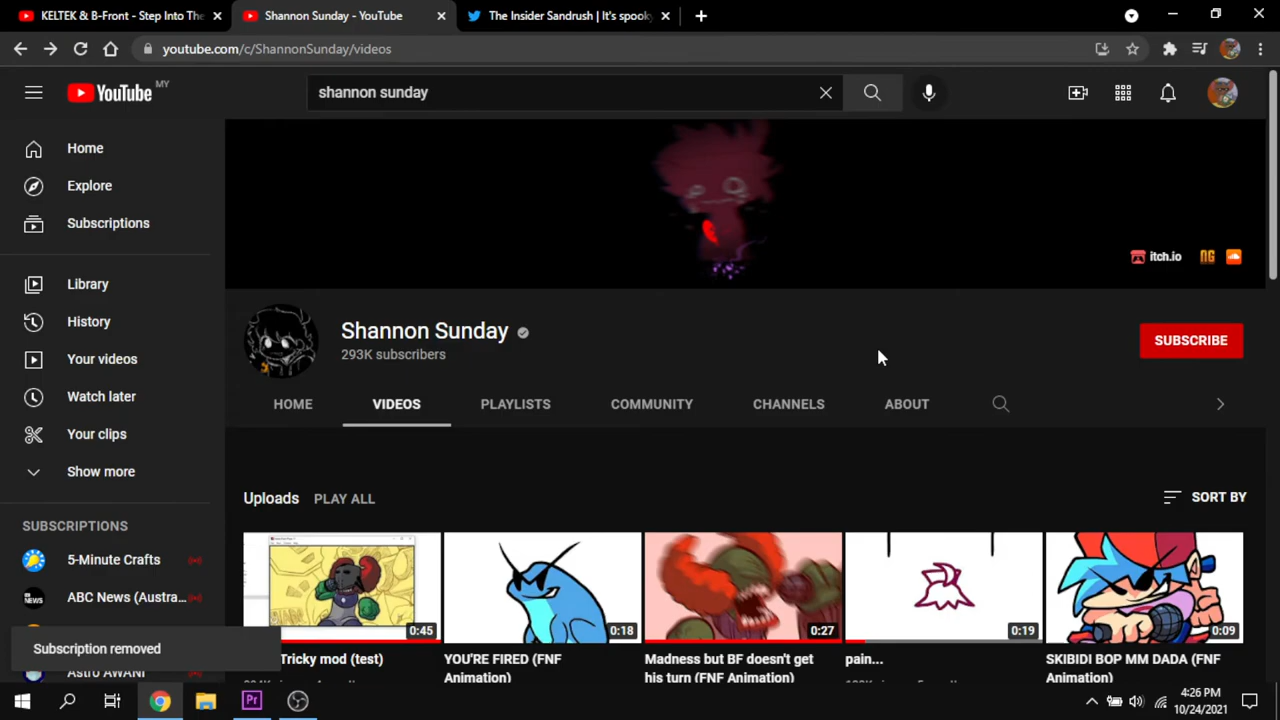 KELTEK & B-Front - Step Into The
Shannon Sunday - YouTube
The Insider Sandrush | It's spooky
youtube.com/c/ShannonSunday/videos
YouTube MY
shannon sunday
Home
Explore
Subscriptions
Library
History
Your videos
Watch later
Your clips
Show more
SUBSCRIPTIONS
5-Minute Crafts
ABC News (Austra...
Astro AWANI
Subscription removed
itch.io NG
Shannon Sunday
293K subscribers
SUBSCRIBE
HOME VIDEOS PLAYLISTS COMMUNITY CHANNELS ABOUT
Uploads PLAY ALL SORT BY
0:45 0:18 0:27 0:19 0:09
Tricky mod (test)
YOU'RE FIRED (FNF
Animation)
Madness but BF doesn't get
his turn (FNF Animation)
pain...
SKIBIDI BOP MM DADA (FNF
Animation)
Pr
4:26 PM
10/24/2021